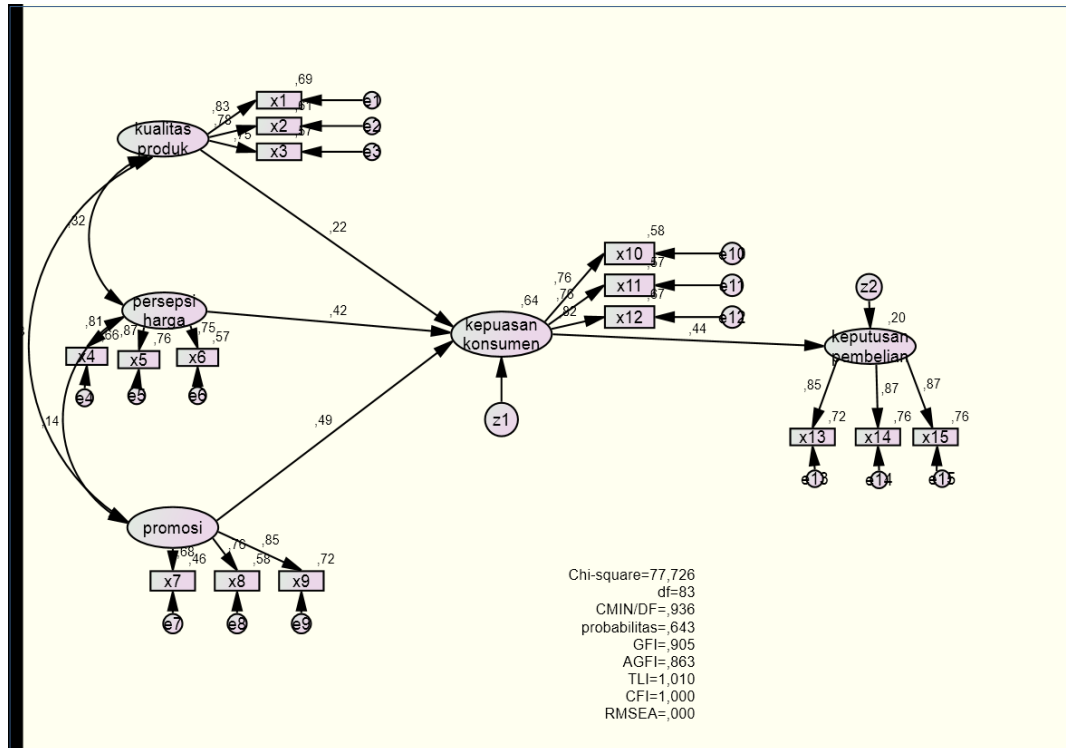 ,69
,83
x1
e1
,61
,78
x2
e2
,57
,75
x3
e3
kualitas
produk
,32
,22
persepsi
harga
,42
,81
,66
x4
e4
,87
,76
x5
e5
,75
,57
x6
e6
,14
,49
promosi
,68
,46
x7
e7
,76
,58
x8
e8
,85
,72
x9
e9
,64
kepuasan
konsumen
z1
,58
,76
x10
e10
,57
,76
x11
e11
,67
,82
x12
e12
,44
z2
,20
keputusan
pembelian
,85
,72
x13
e13
,87
,76
x14
e14
,87
,76
x15
e15
Chi-square=77,726
df=83
CMIN/DF=,936
probabilitas=,643
GFI=,905
AGFI=,863
TLI=1,010
CFI=1,000
RMSEA=,000